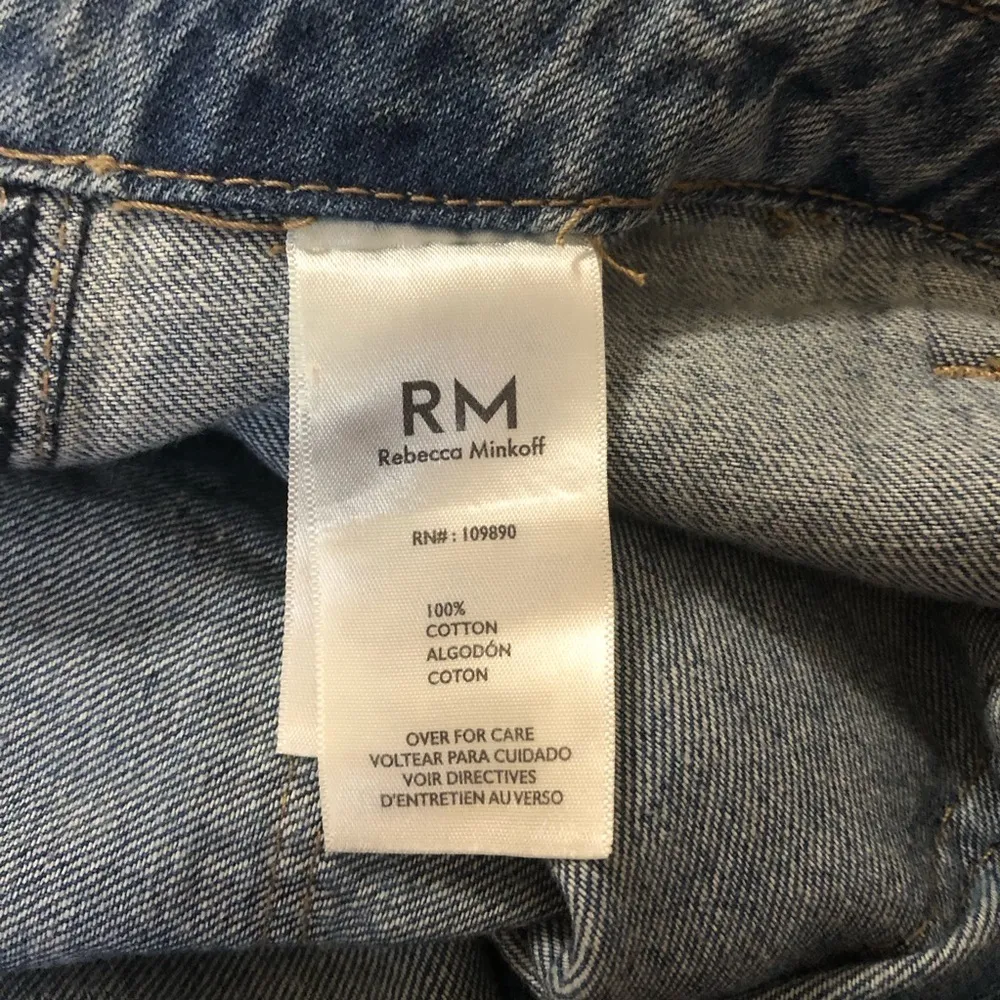 RM
Rebecca Minkoff
RN# : 109890
100%
COTTON
ALGODÓN
COTON
OVER FOR CARE
VOLTEAR PARA CUIDADO
VOIR DIRECTIVES
D'ENTRETIEN AU VERSO